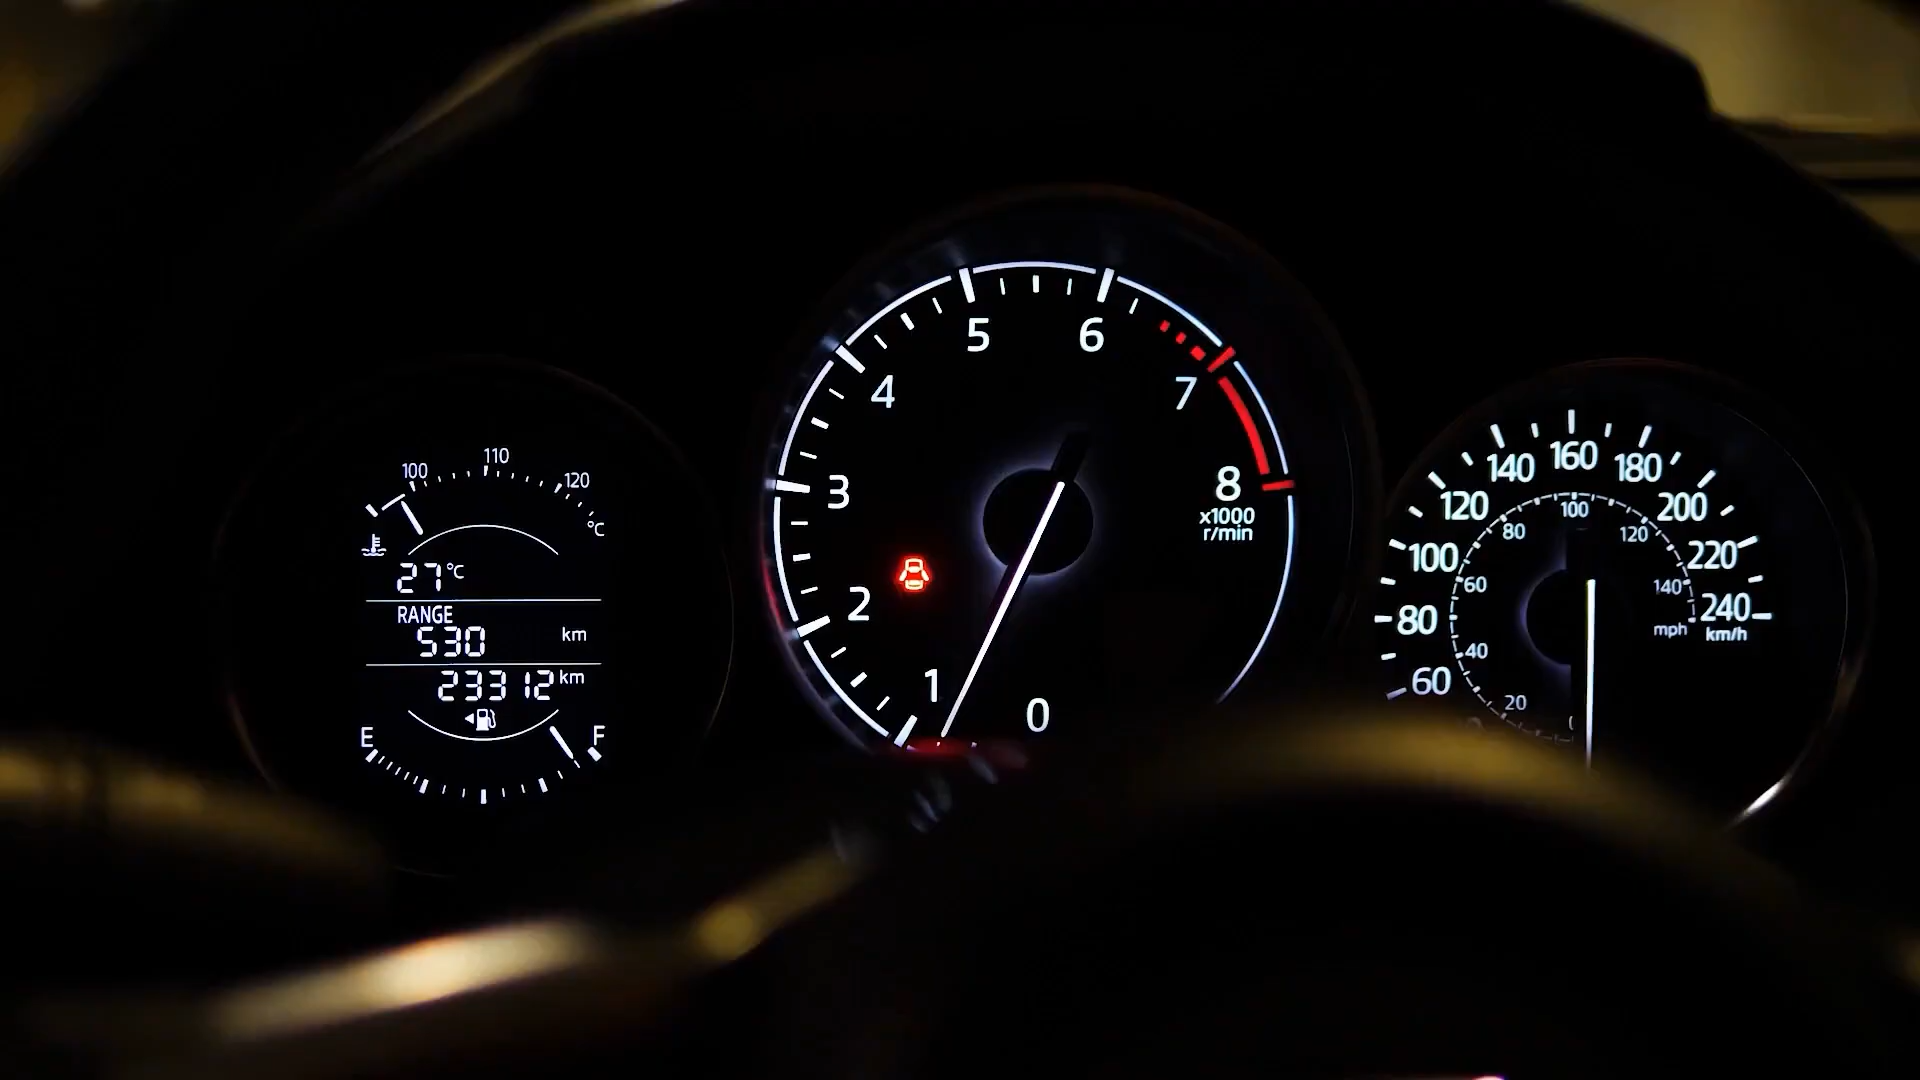 100 110 120
°C
27 °C
RANGE
530 km
23312 km
E F
0 1 2 3 4 5 6 7 8
x1000
r/min
60 80 100 120 140 160 180 200 220 240
km/h
20 40 60 80 100 120 140
mph